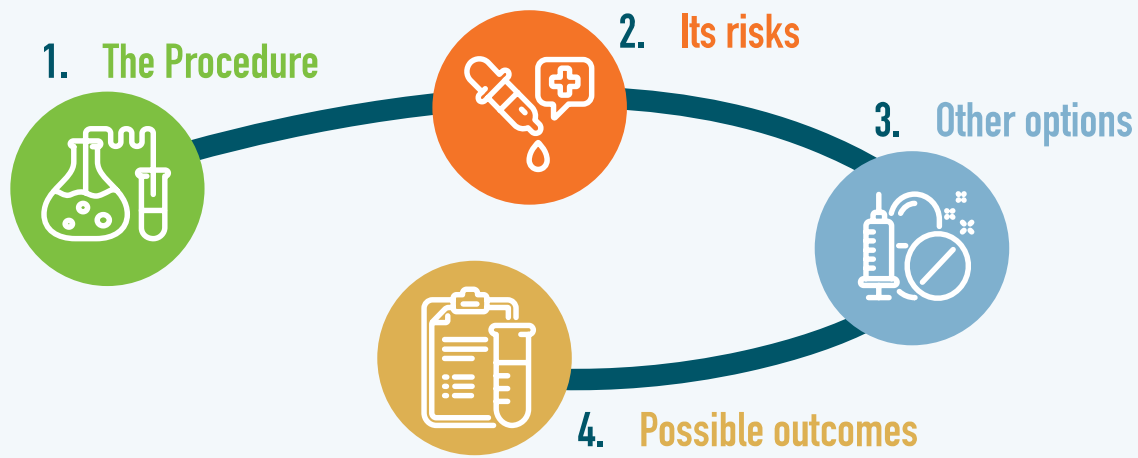 1. The Procedure
2. Its risks
3. Other options
4. Possible outcomes